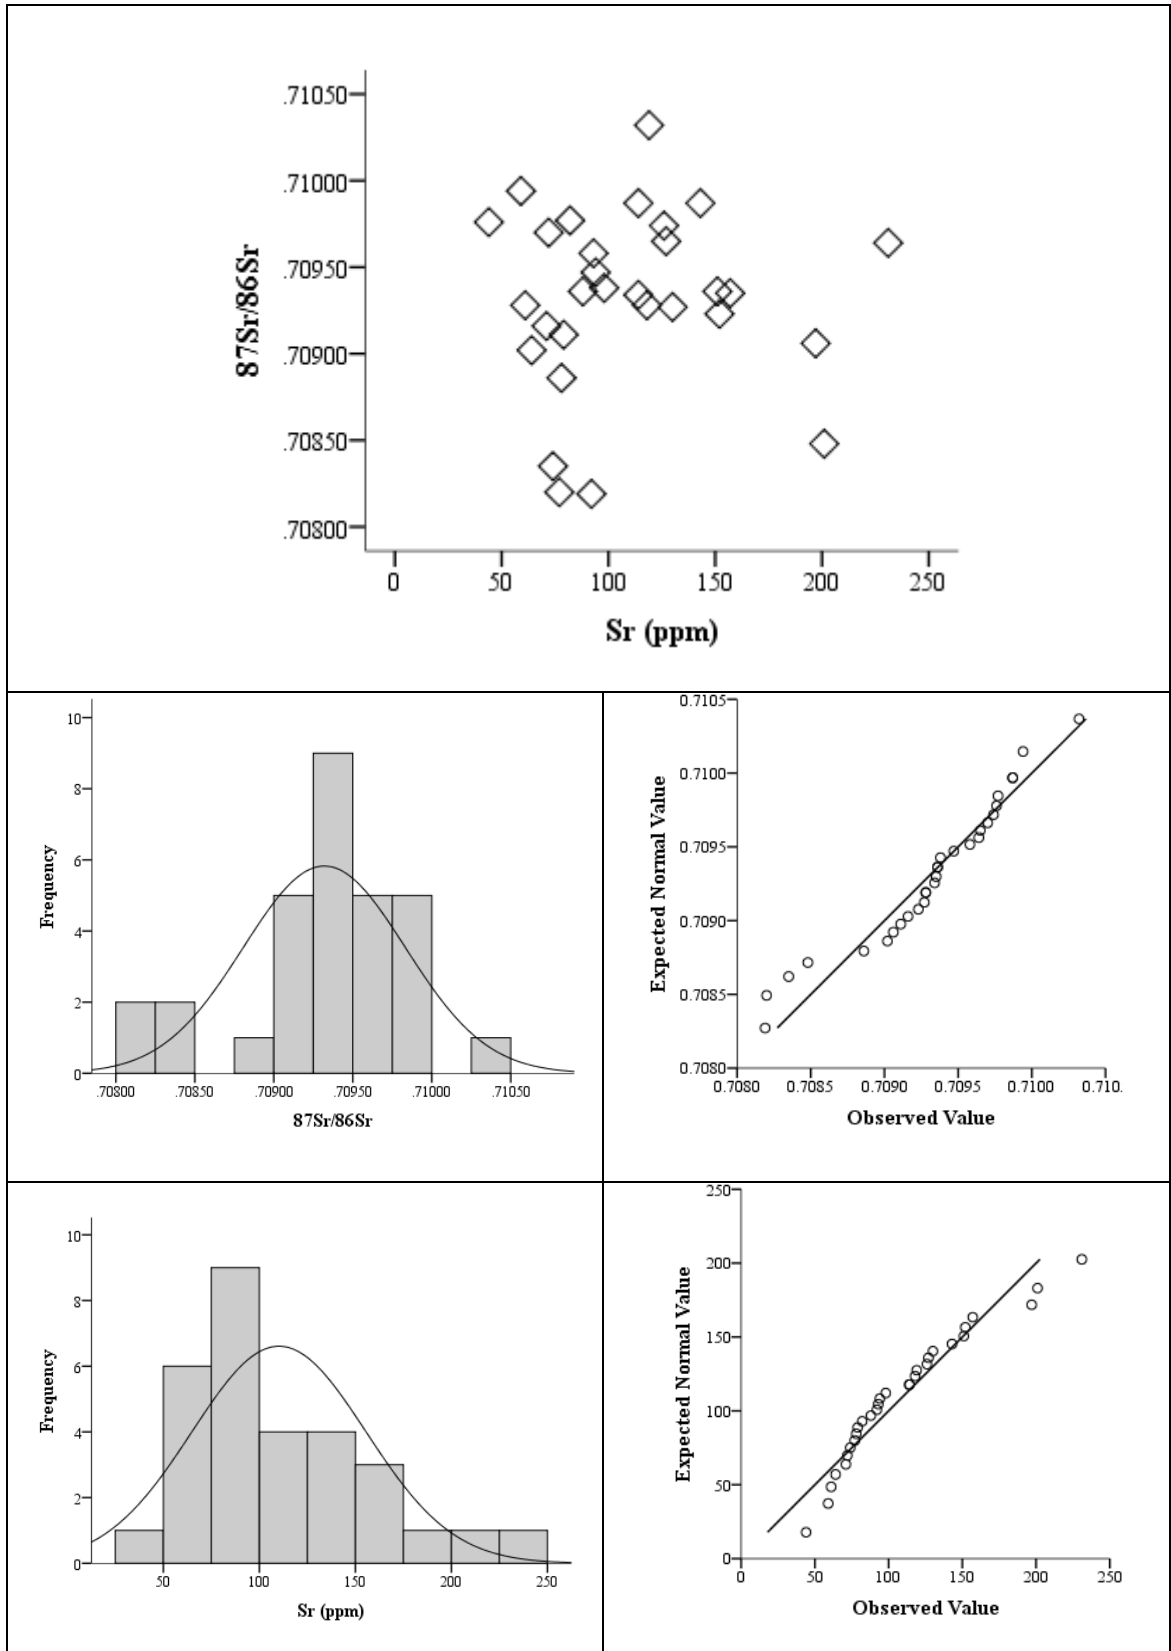 .71050
.71000
.70950
.70900
.70850
.70800
87Sr/86Sr
0 50 100 150 200 250
Sr (ppm)
10
8
6
4
2
0
Frequency
.70800 .70850 .70900 .70950 .71000 .71050
87Sr/86Sr
0.7105
0.7100
0.7095
0.7090
0.7085
0.7080
Expected Normal Value
0.7080 0.7085 0.7090 0.7095 0.7100 0.710.
Observed Value
10
8
6
4
2
0
Frequency
50 100 150 200 250
Sr (ppm)
250
200
150
100
50
0
Expected Normal Value
0 50 100 150 200 250
Observed Value